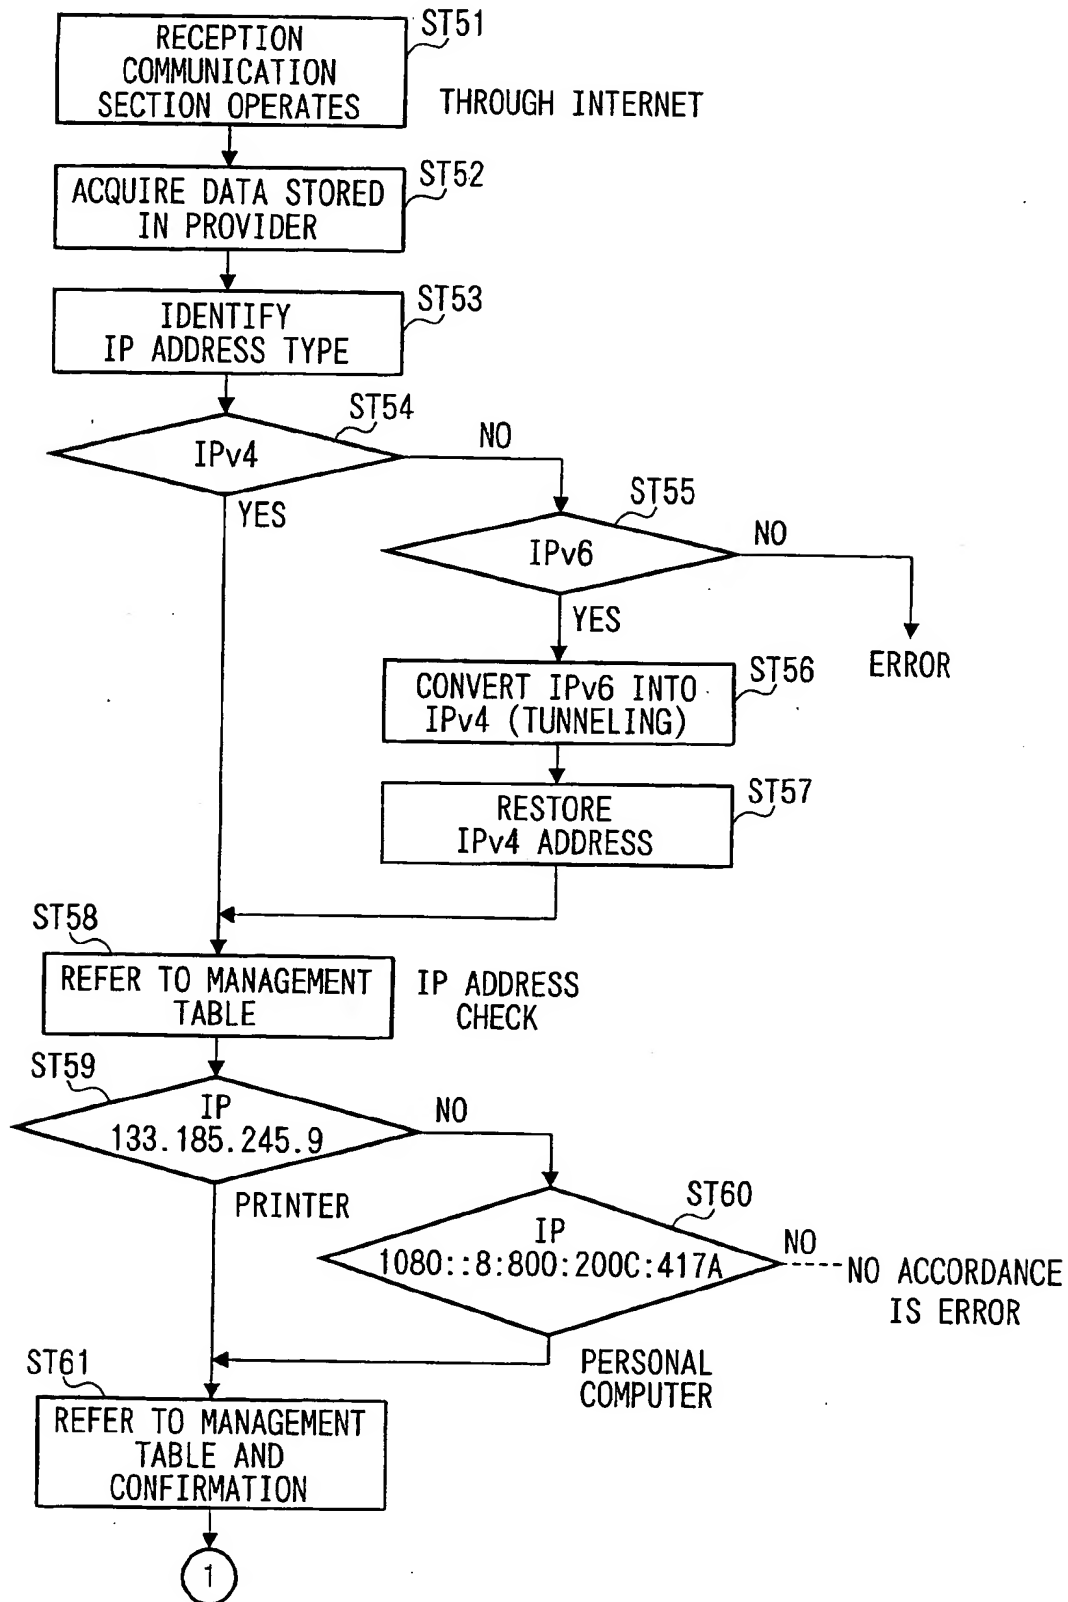 RECEPTION
COMMUNICATION
SECTION OPERATES
ST51
THROUGH INTERNET
ACQUIRE DATA STORED
IN PROVIDER
ST52
IDENTIFY
IP ADDRESS TYPE
ST53
ST54
IPv4
NO
YES
ST55
IPv6
NO
YES
ERROR
CONVERT IPv6 INTO
IPv4 (TUNNELING)
ST56
RESTORE
IPv4 ADDRESS
ST57
ST58
REFER TO MANAGEMENT
TABLE
IP ADDRESS
CHECK
ST59
IP
133.185.245.9
NO
PRINTER
ST60
IP
1080::8:800:200C:417A
NO
NO ACCORDANCE
IS ERROR
PERSONAL
COMPUTER
ST61
REFER TO MANAGEMENT
TABLE AND
CONFIRMATION
1